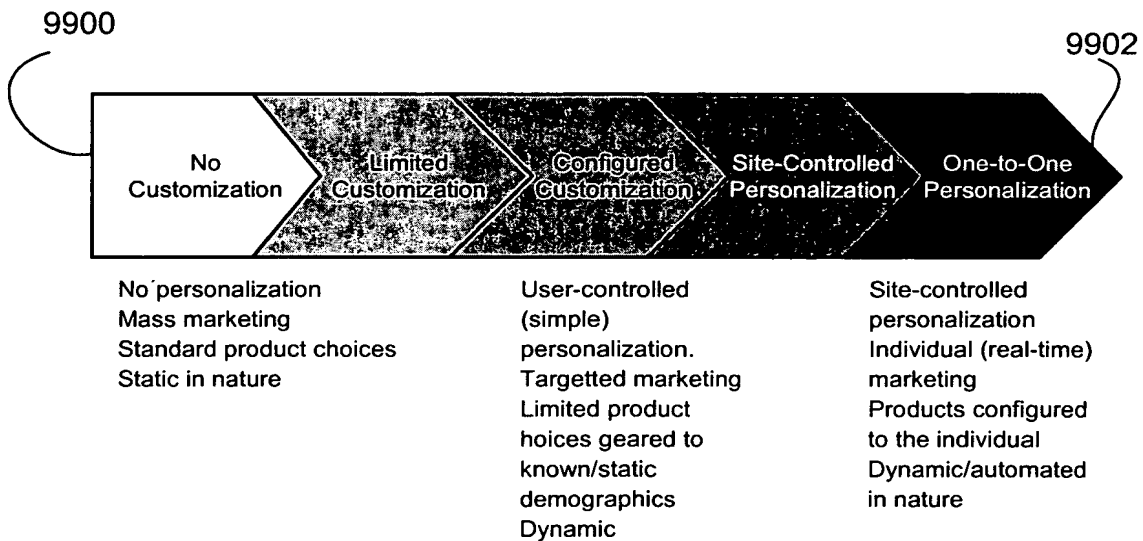 9900
9902
No
Customization
Limited
Customization
Configured
Customization
Site-Controlled
Personalization
One-to-One
Personalization
No personalization
Mass marketing
Standard product choices
Static in nature
User-controlled
(simple)
personalization.
Targetted marketing
Limited product
hoices geared to
known/static
demographics
Dynamic
Site-controlled
personalization
Individual (real-time)
marketing
Products configured
to the individual
Dynamic/automated
in nature